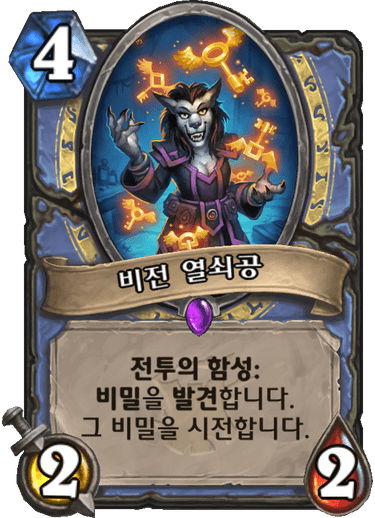 4
비전 열쇠공
전투의 함성:
비밀을 발견합니다.
그 비밀을 시전합니다.
2
2